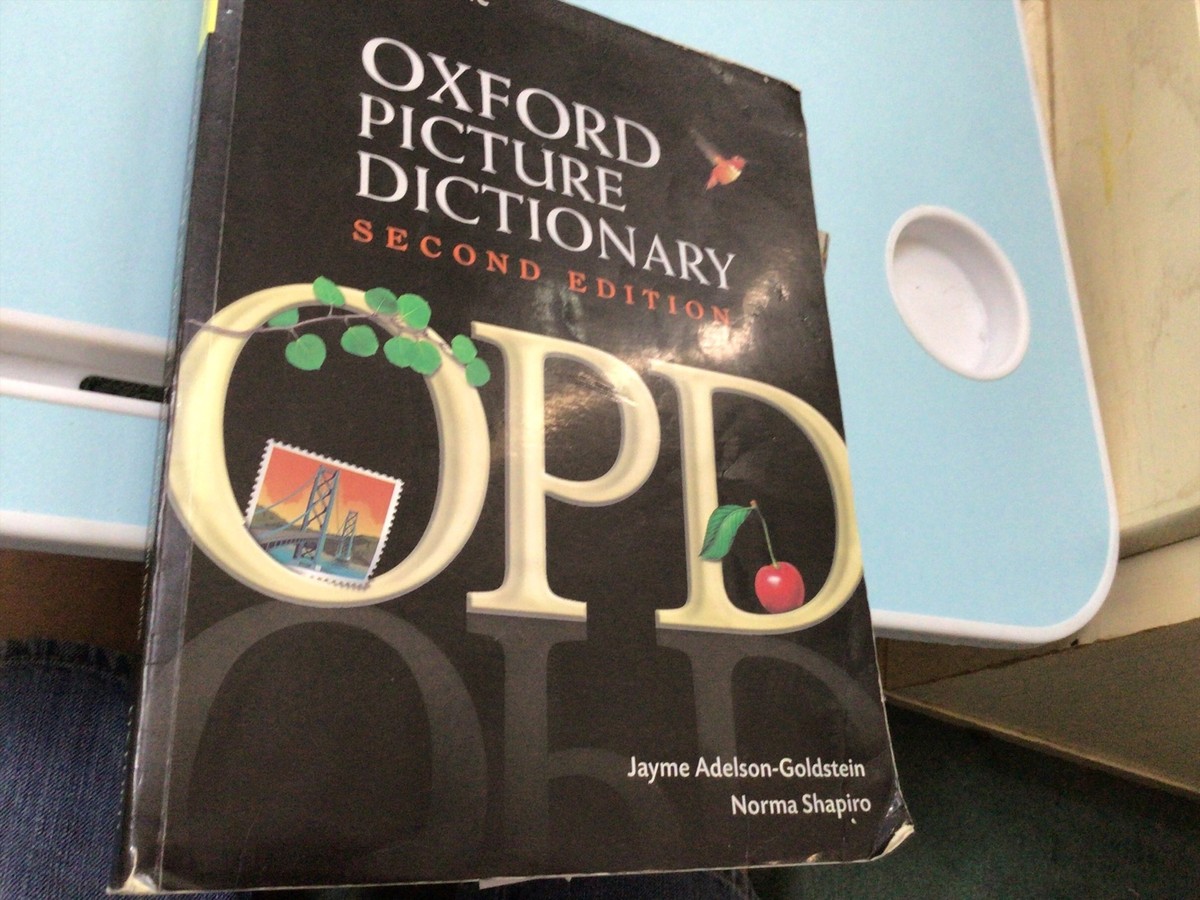 OXFORD
PICTURE
DICTIONARY
SECOND EDITION
OPD
Jayme Adelson-Goldstein
Norma Shapiro